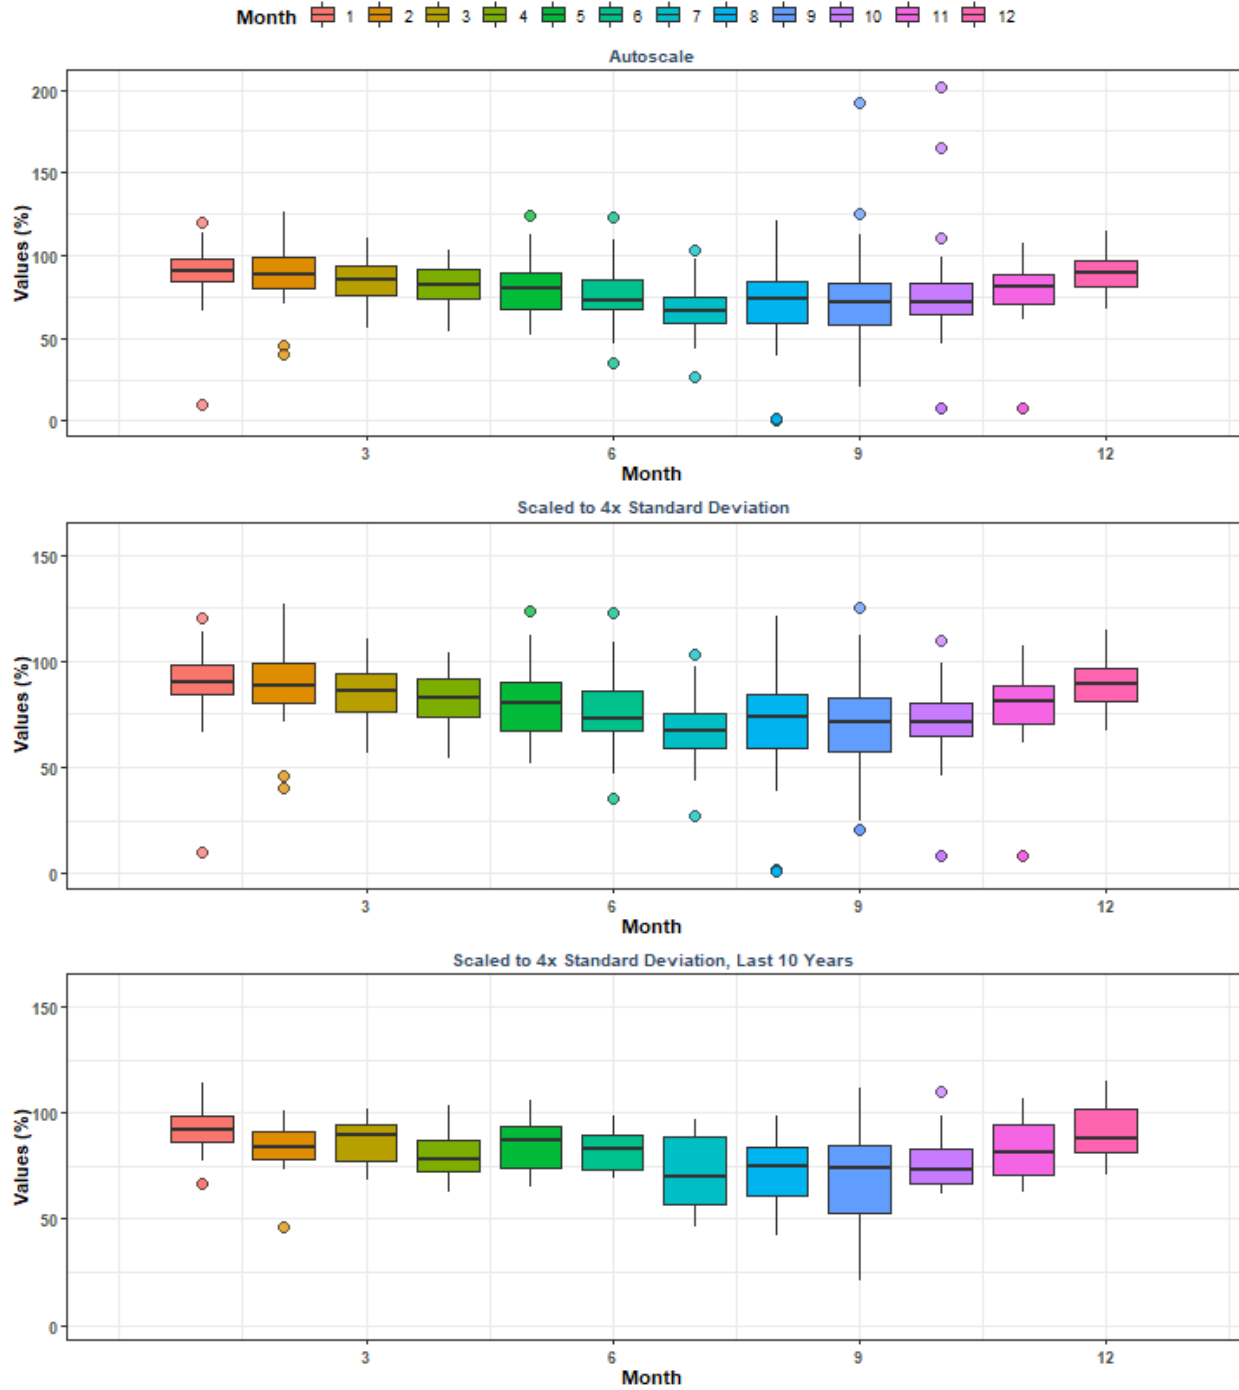 Month 1 2 3 4 5 6 7 8 9 10 11 12
Autoscale
Values (%)
200
150
100
50
0
3 6 9 12
Month
Scaled to 4x Standard Deviation
Values (%)
150
100
50
0
3 6 9 12
Month
Scaled to 4x Standard Deviation, Last 10 Years
Values (%)
150
100
50
0
3 6 9 12
Month